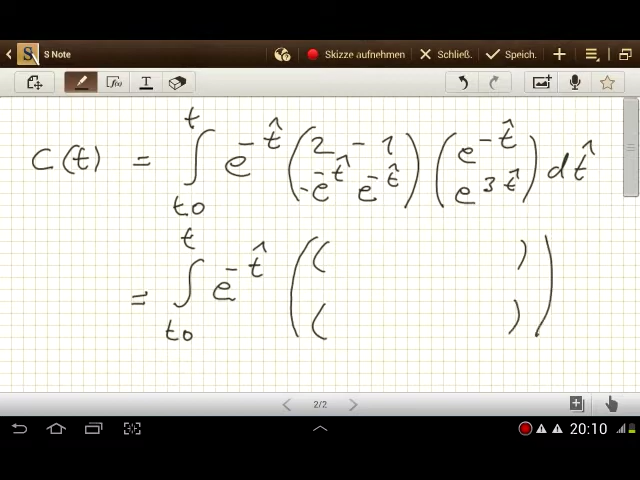 S Note
Skizze aufnehmen
Schließ.
Speich.
f(x)
T
C(t) = ∫_{t0}^{t} e^{-t̂} ( 2 -1 ; -e^{-t̂} e^{-t̂} ) ( e^{-t̂} ; e^{3t̂} ) dt̂
= ∫_{t0}^{t} e^{-t̂} ( ( ) ; ( ) )
2/2
20:10